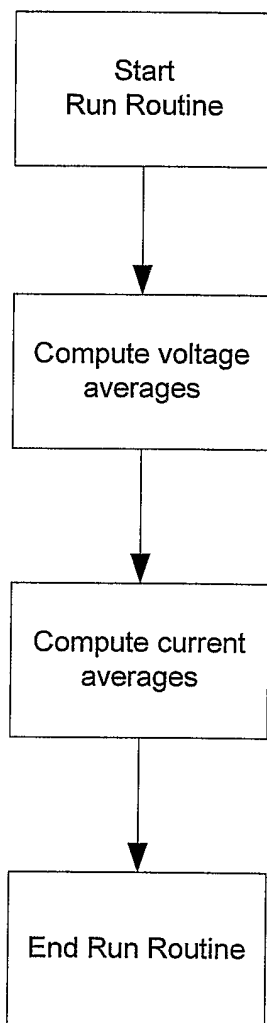 Start
Run Routine
Compute voltage
averages
Compute current
averages
End Run Routine